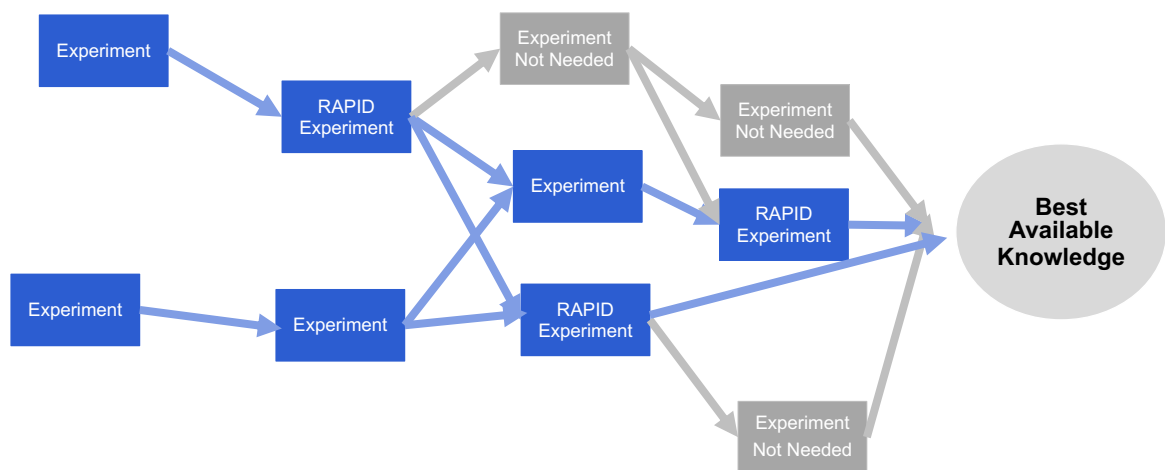 Experiment
RAPID
Experiment
Experiment
Not Needed
Experiment
Not Needed
Experiment
RAPID
Experiment
Best
Available
Knowledge
Experiment
Experiment
RAPID
Experiment
Experiment
Not Needed